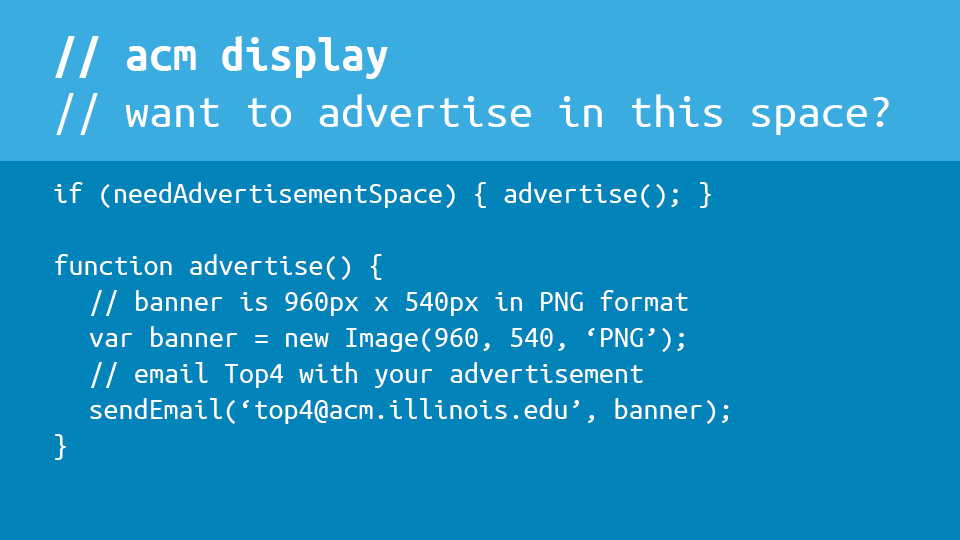 // acm display
// want to advertise in this space?
if (needAdvertisementSpace) { advertise(); }
function advertise() {
// banner is 960px x 540px in PNG format
var banner = new Image(960, 540, ‘PNG’);
// email Top4 with your advertisement
sendEmail(‘top4@acm.illinois.edu’, banner);
}